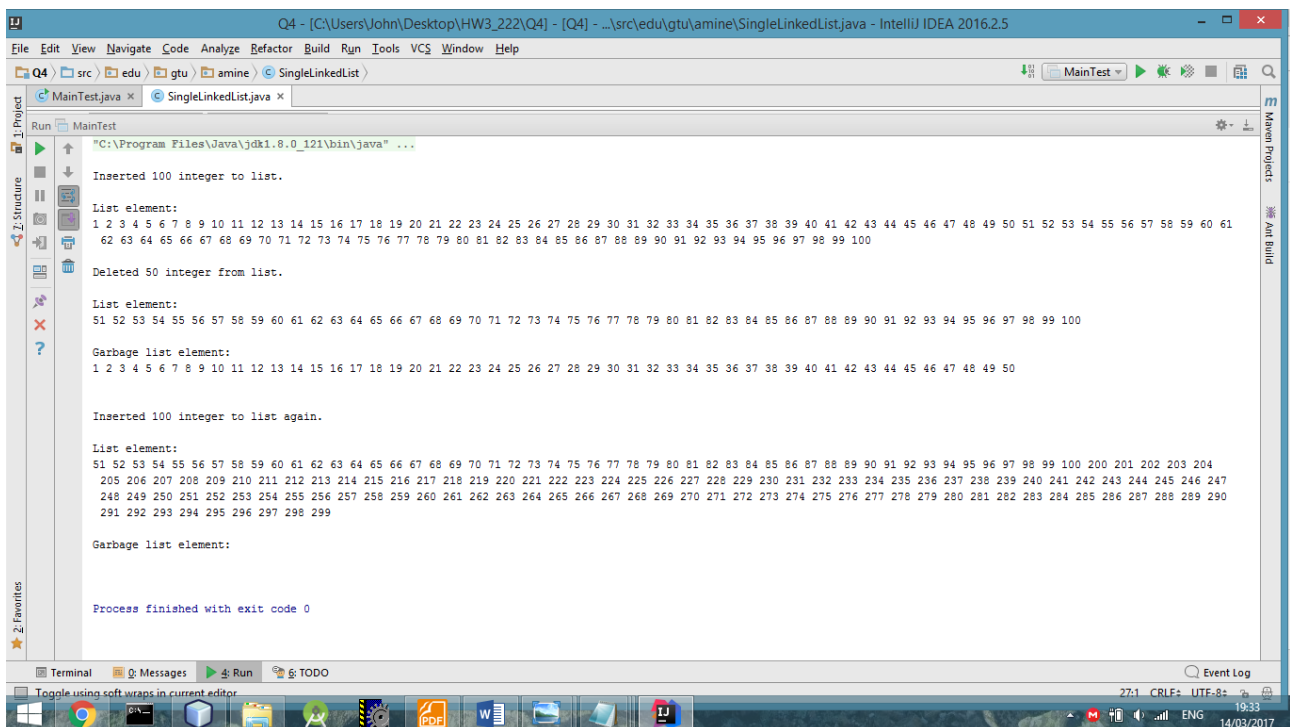 Q4 - [C:\Users\John\Desktop\HW3_222\Q4] - [Q4] - ...\src\edu\gtu\amine\SingleLinkedList.java - IntelliJ IDEA 2016.2.5
File Edit View Navigate Code Analyze Refactor Build Run Tools VCS Window Help
Q4 src edu gtu amine SingleLinkedList MainTest
MainTest.java SingleLinkedList.java
Run MainTest
"C:\Program Files\Java\jdk1.8.0_121\bin\java" ...
Inserted 100 integer to list.
List element:
1 2 3 4 5 6 7 8 9 10 11 12 13 14 15 16 17 18 19 20 21 22 23 24 25 26 27 28 29 30 31 32 33 34 35 36 37 38 39 40 41 42 43 44 45 46 47 48 49 50 51 52 53 54 55 56 57 58 59 60 61
62 63 64 65 66 67 68 69 70 71 72 73 74 75 76 77 78 79 80 81 82 83 84 85 86 87 88 89 90 91 92 93 94 95 96 97 98 99 100
Deleted 50 integer from list.
List element:
51 52 53 54 55 56 57 58 59 60 61 62 63 64 65 66 67 68 69 70 71 72 73 74 75 76 77 78 79 80 81 82 83 84 85 86 87 88 89 90 91 92 93 94 95 96 97 98 99 100
Garbage list element:
1 2 3 4 5 6 7 8 9 10 11 12 13 14 15 16 17 18 19 20 21 22 23 24 25 26 27 28 29 30 31 32 33 34 35 36 37 38 39 40 41 42 43 44 45 46 47 48 49 50
Inserted 100 integer to list again.
List element:
51 52 53 54 55 56 57 58 59 60 61 62 63 64 65 66 67 68 69 70 71 72 73 74 75 76 77 78 79 80 81 82 83 84 85 86 87 88 89 90 91 92 93 94 95 96 97 98 99 100 200 201 202 203 204
205 206 207 208 209 210 211 212 213 214 215 216 217 218 219 220 221 222 223 224 225 226 227 228 229 230 231 232 233 234 235 236 237 238 239 240 241 242 243 244 245 246 247
248 249 250 251 252 253 254 255 256 257 258 259 260 261 262 263 264 265 266 267 268 269 270 271 272 273 274 275 276 277 278 279 280 281 282 283 284 285 286 287 288 289 290
291 292 293 294 295 296 297 298 299
Garbage list element:
Process finished with exit code 0
1: Project
7: Structure
2: Favorites
Maven Projects
Ant Build
Terminal 0: Messages 4: Run 6: TODO Event Log
Toggle using soft wraps in current editor 27:1 CRLF UTF-8
ENG 19:33
14/03/2017